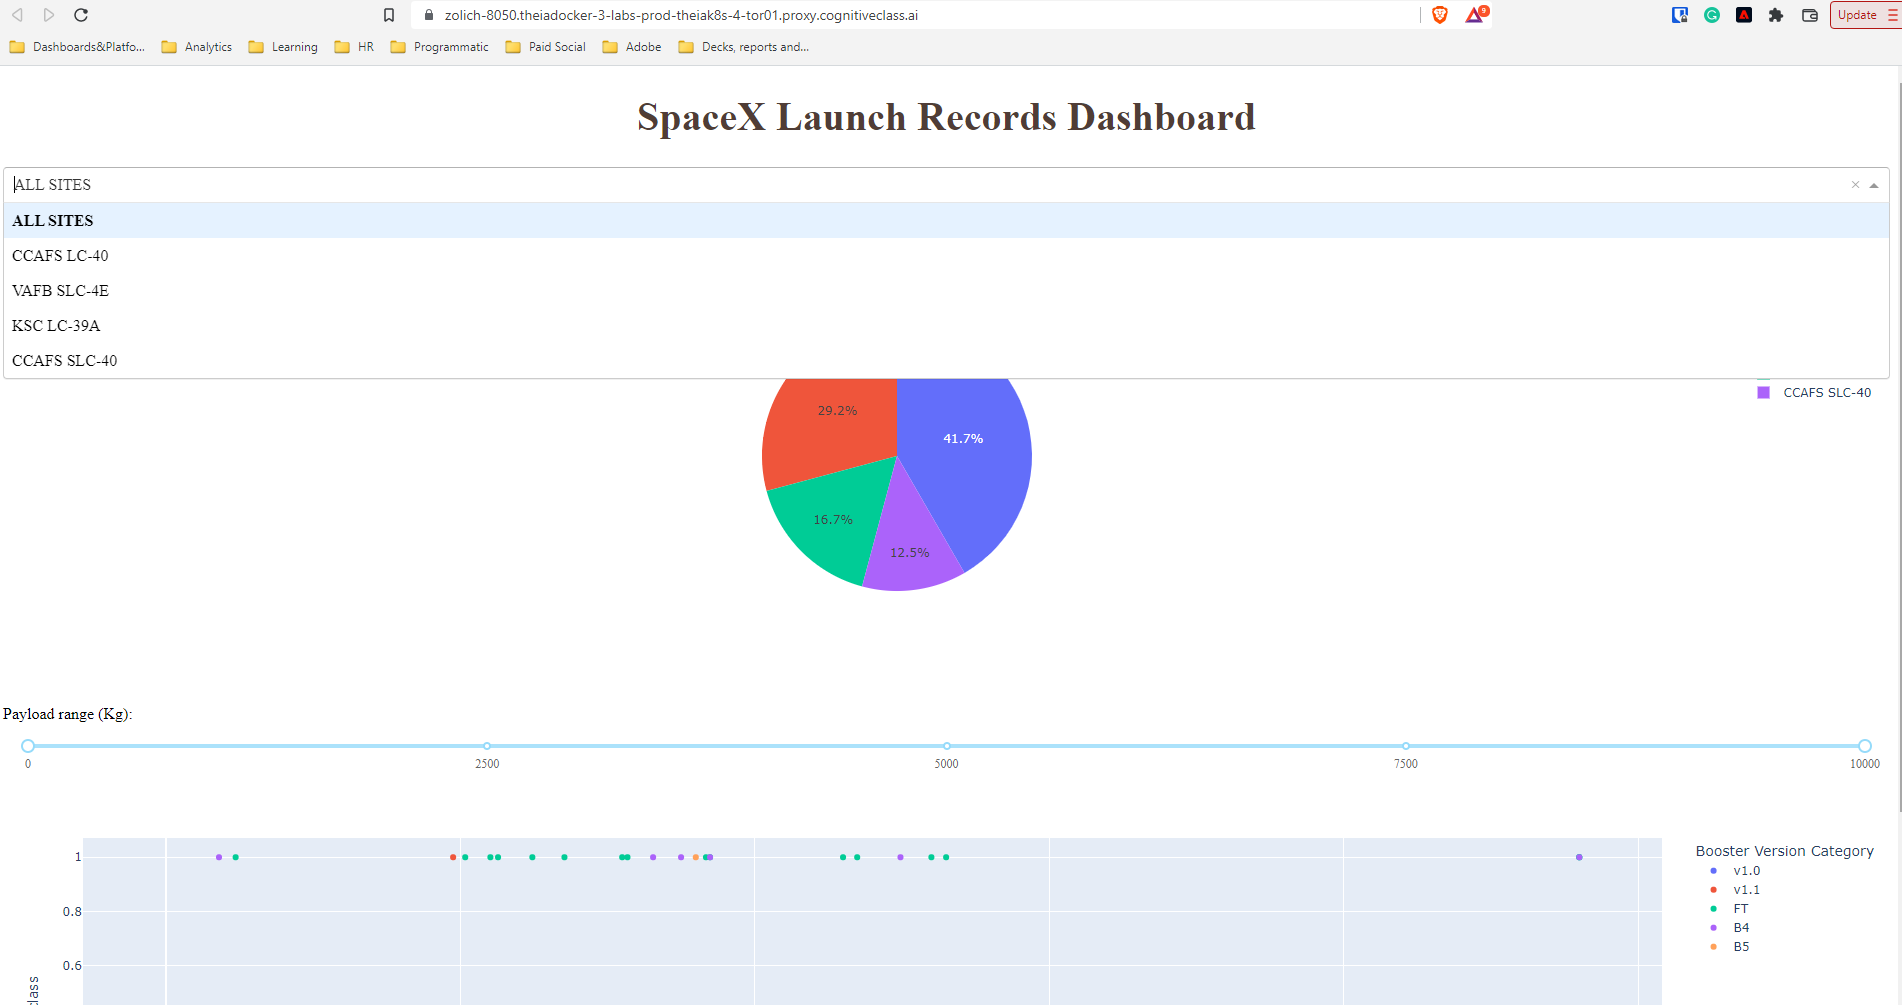 zolich-8050.theiadocker-3-labs-prod-theiak8s-4-tor01.proxy.cognitiveclass.ai
9
Update
Dashboards&Platfo...
Analytics
Learning
HR
Programmatic
Paid Social
Adobe
Decks, reports and...
SpaceX Launch Records Dashboard
ALL SITES
ALL SITES
CCAFS LC-40
VAFB SLC-4E
KSC LC-39A
CCAFS SLC-40
CCAFS SLC-40
29.2%
41.7%
16.7%
12.5%
Payload range (Kg):
0
2500
5000
7500
10000
1
0.8
0.6
class
Booster Version Category
v1.0
v1.1
FT
B4
B5